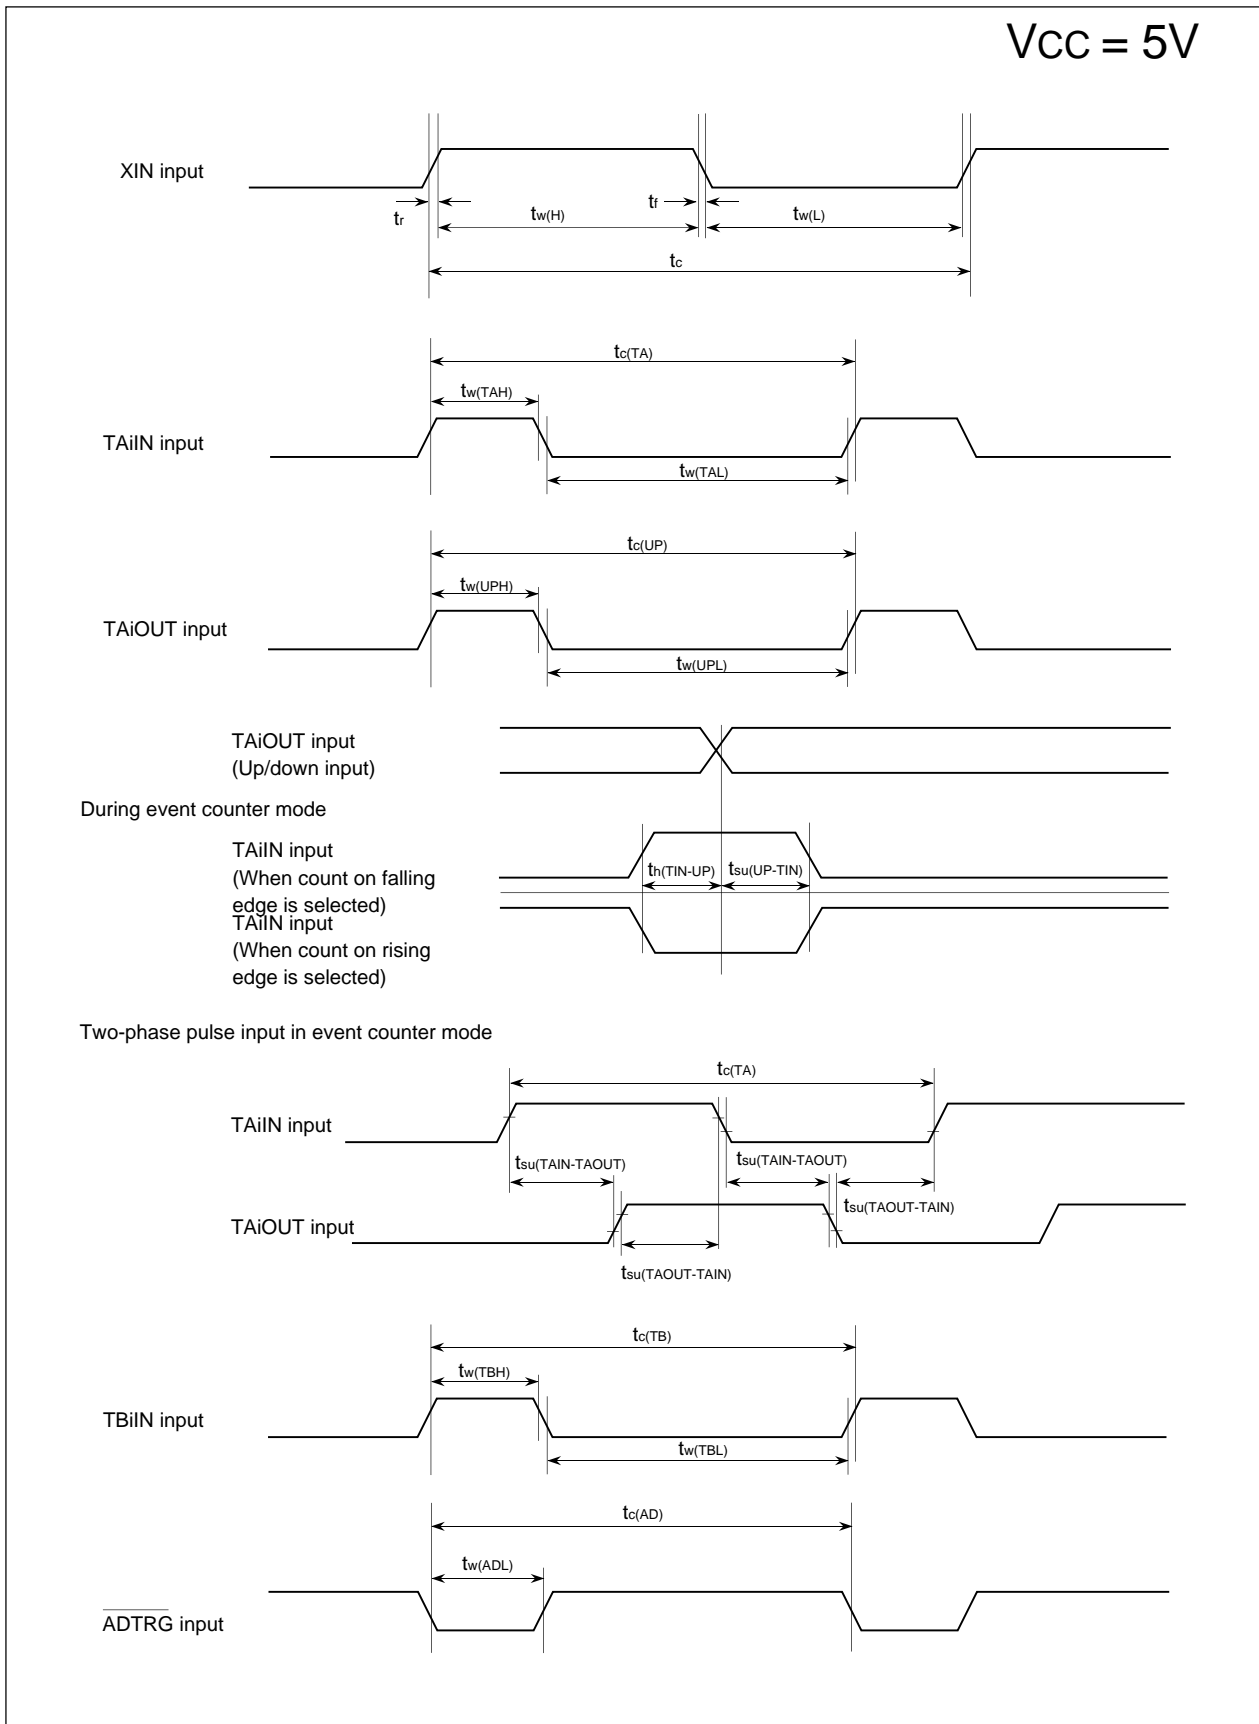 VCC = 5V
XIN input
tr
tw(H)
tf
tw(L)
tc
tc(TA)
tw(TAH)
TAiIN input
tw(TAL)
tc(UP)
tw(UPH)
TAiOUT input
tw(UPL)
TAiOUT input
(Up/down input)
During event counter mode
TAiIN input
(When count on falling
edge is selected)
th(TIN-UP)
tsu(UP-TIN)
TAiIN input
(When count on rising
edge is selected)
Two-phase pulse input in event counter mode
tc(TA)
TAiIN input
tsu(TAIN-TAOUT)
tsu(TAIN-TAOUT)
tsu(TAOUT-TAIN)
TAiOUT input
tsu(TAOUT-TAIN)
tc(TB)
tw(TBH)
TBiIN input
tw(TBL)
tc(AD)
tw(ADL)
ADTRG input